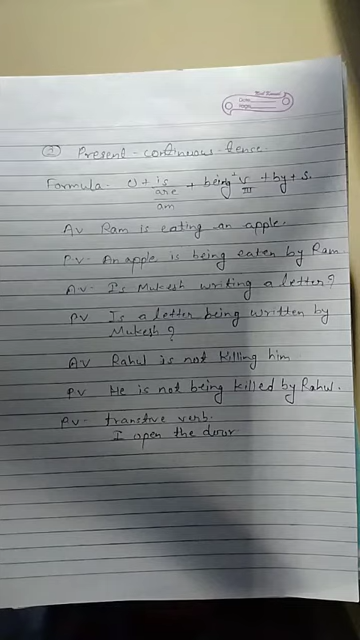 ② Present-continuous tense.
Formula- O + is/are/am + being + V III + by + s.
AV Ram is eating an apple.
PV- An apple is being eaten by Ram.
AV- Is Mukesh writing a letter?
PV Is a letter being written by
Mukesh?
AV Rahul is not killing him
PV He is not being killed by Rahul.
PV- transtive verb.
I open the door